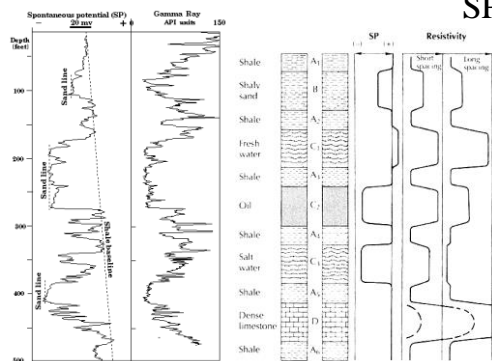 SP
Spontaneous potential (SP)
− 20 mv +
Gamma Ray
API units
0 150
Depth
(feet)
100
200
300
400
500
Sand line
Sand line
Sand line
Shale baseline
SP
(−) (+)
Resistivity
Short
spacing
Long
spacing
Shale A1
Shaly
sand B
Shale A2
Fresh
water C1
Shale A3
Oil C2
Shale A4
Salt
water C3
Shale A5
Dense
limestone D
Shale A6